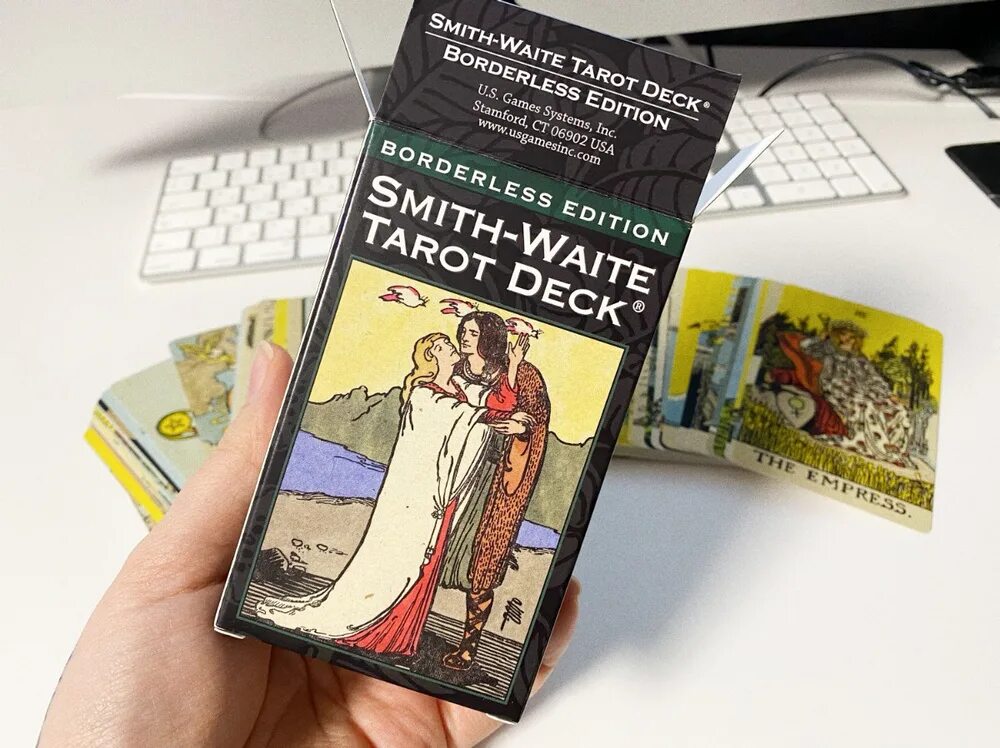 SMITH-WAITE TAROT DECK®
BORDERLESS EDITION
U.S. Games Systems, Inc.
Stamford, CT 06902 USA
www.usgamesinc.com
BORDERLESS EDITION
SMITH-WAITE
TAROT DECK®
III
THE EMPRESS.